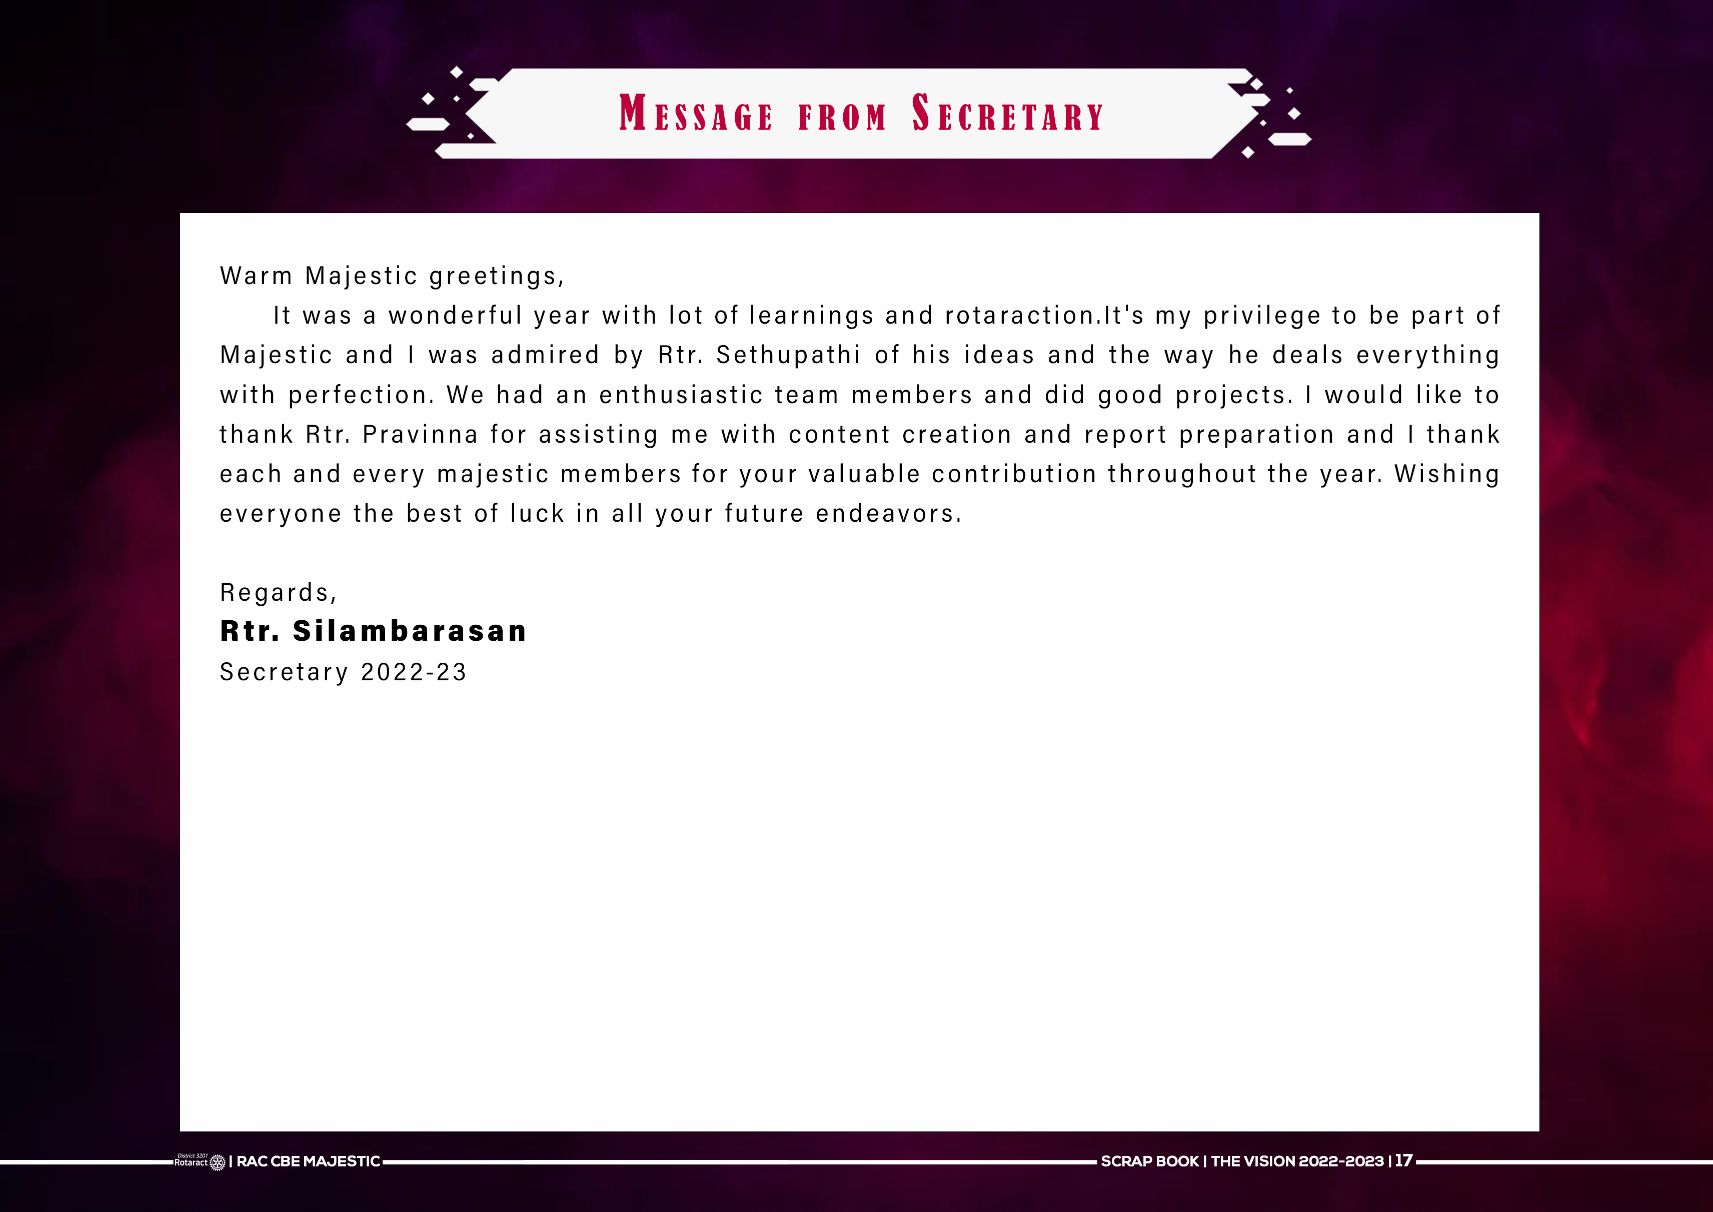 MESSAGE FROM SECRETARY
Warm Majestic greetings,
It was a wonderful year with lot of learnings and rotaraction.It's my privilege to be part of
Majestic and I was admired by Rtr. Sethupathi of his ideas and the way he deals everything
with perfection. We had an enthusiastic team members and did good projects. I would like to
thank Rtr. Pravinna for assisting me with content creation and report preparation and I thank
each and every majestic members for your valuable contribution throughout the year. Wishing
everyone the best of luck in all your future endeavors.
Regards,
Rtr. Silambarasan
Secretary 2022-23
District 3201
Rotaract | RAC CBE MAJESTIC
SCRAP BOOK | THE VISION 2022-2023 | 17